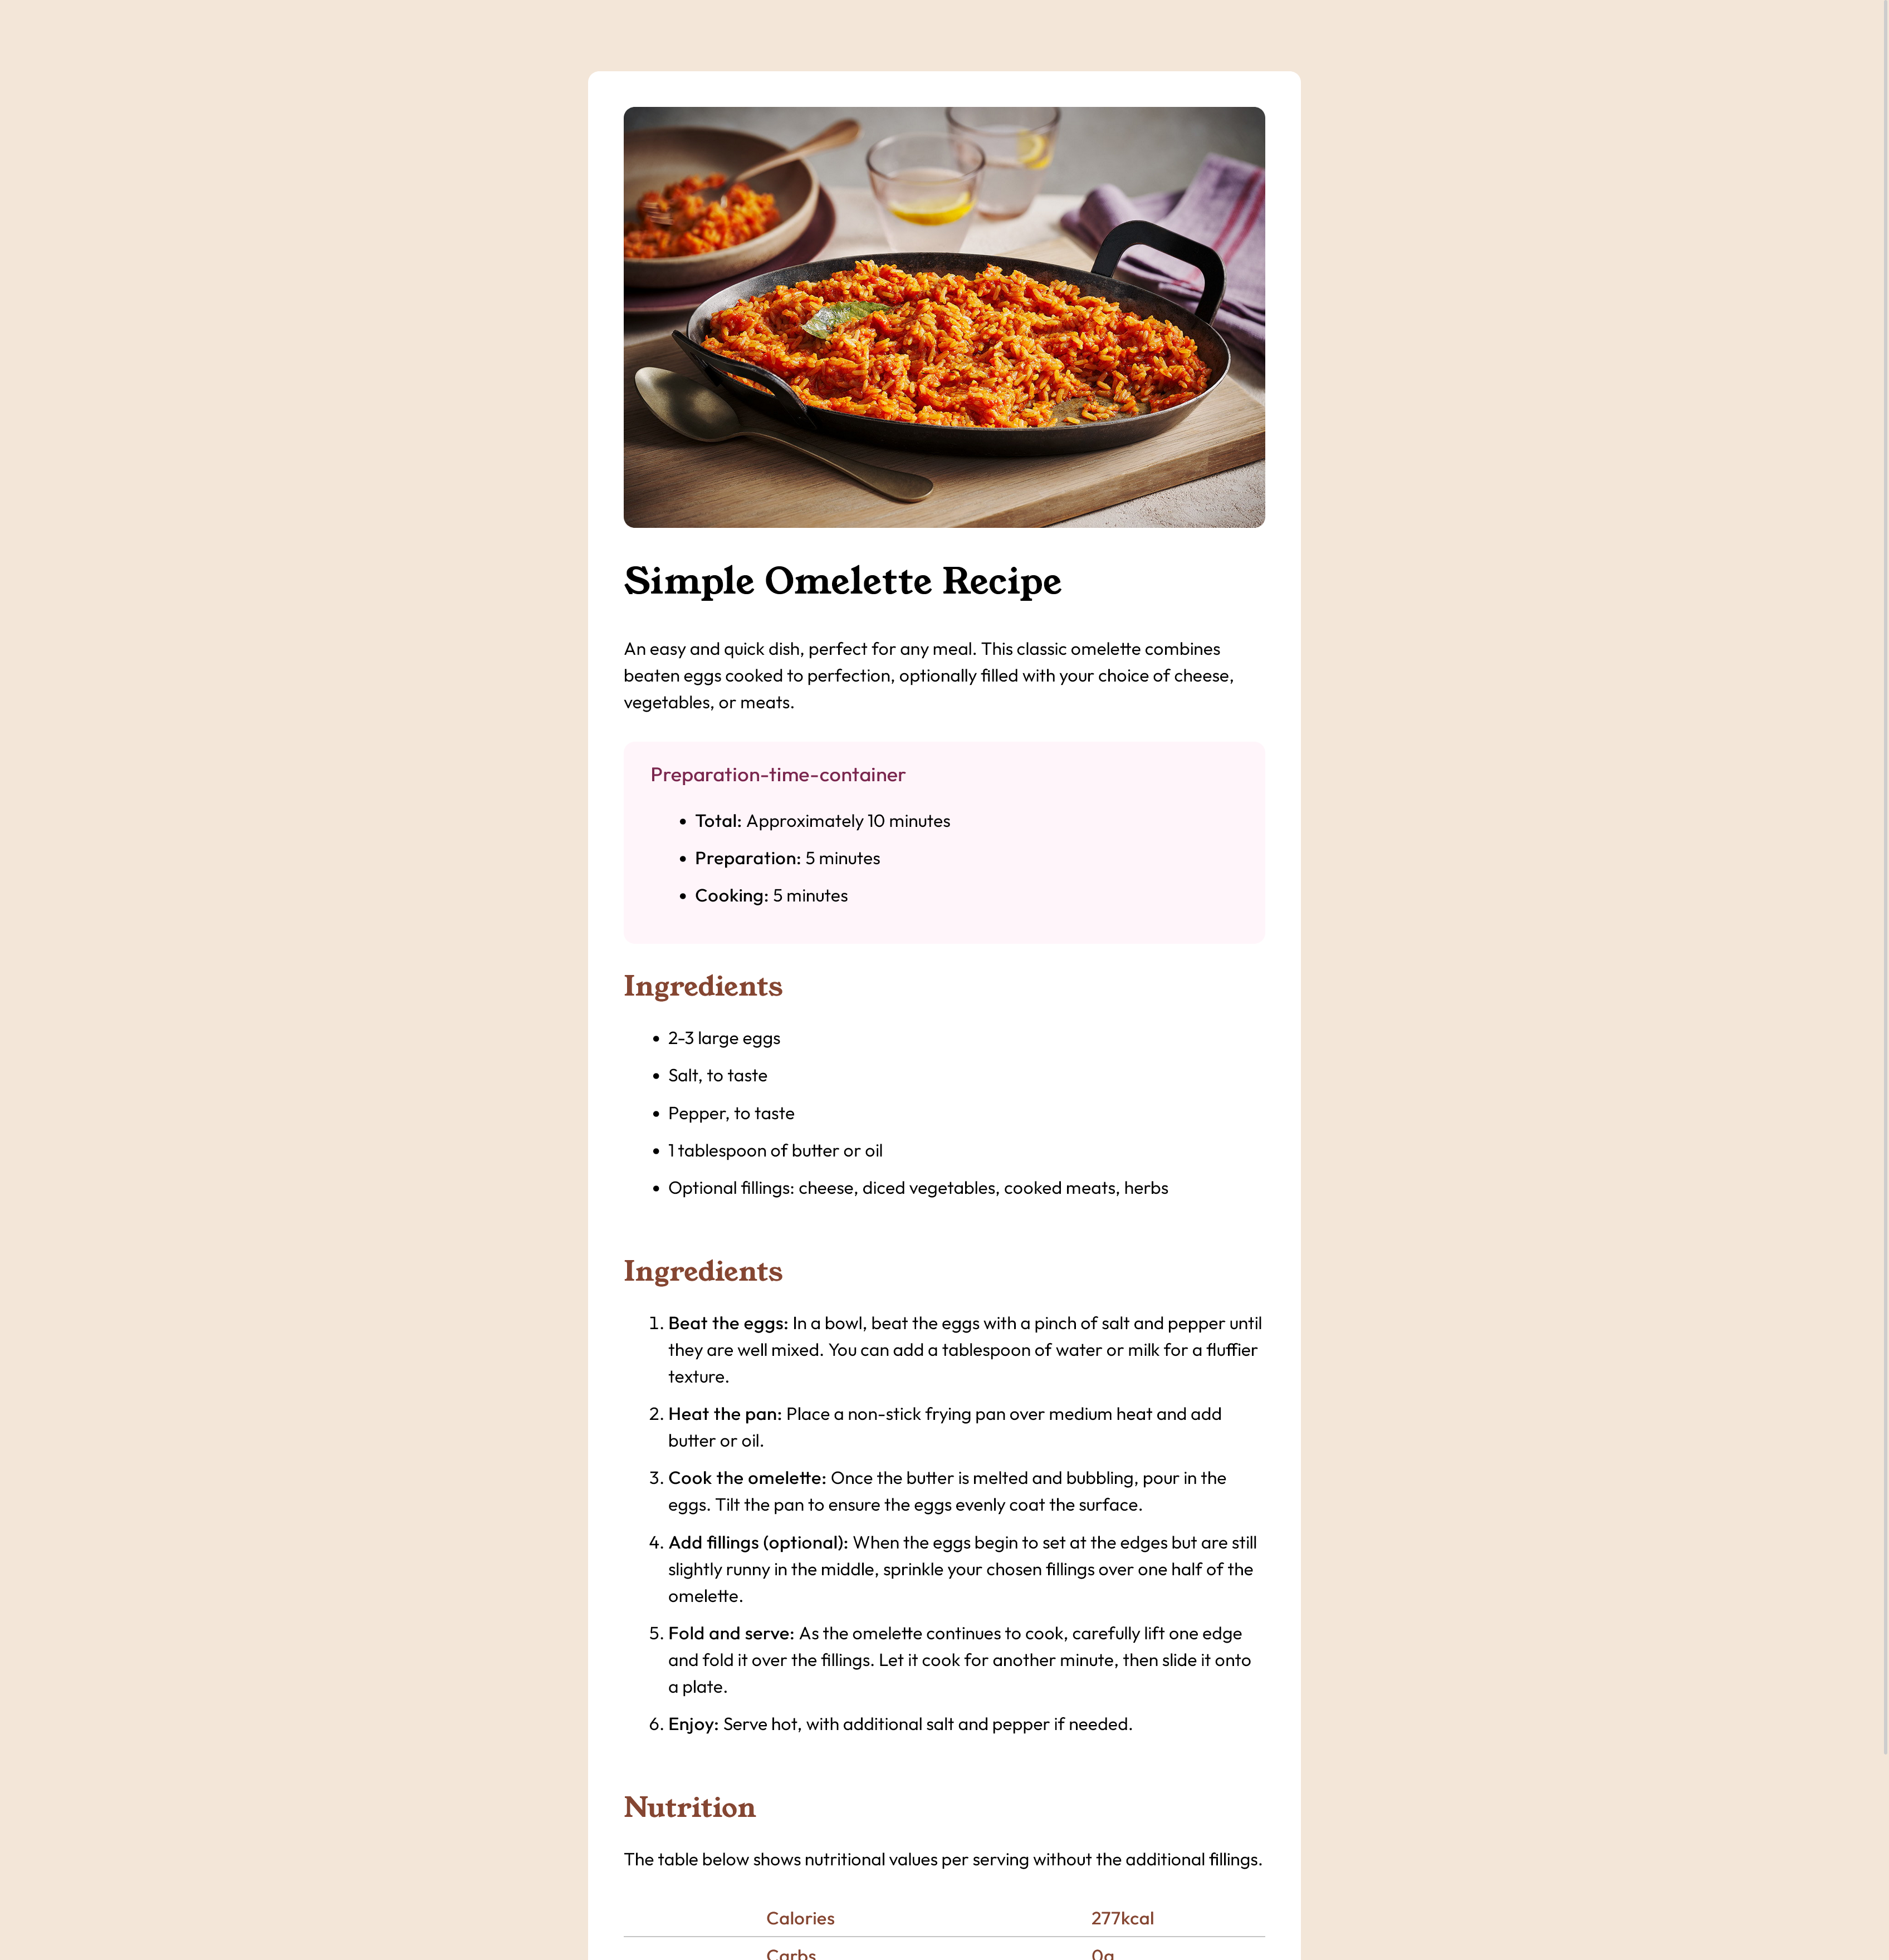 Simple Omelette Recipe
An easy and quick dish, perfect for any meal. This classic omelette combines
beaten eggs cooked to perfection, optionally filled with your choice of cheese,
vegetables, or meats.
Preparation-time-container
• Total: Approximately 10 minutes
• Preparation: 5 minutes
• Cooking: 5 minutes
Ingredients
• 2-3 large eggs
• Salt, to taste
• Pepper, to taste
• 1 tablespoon of butter or oil
• Optional fillings: cheese, diced vegetables, cooked meats, herbs
Ingredients
1. Beat the eggs: In a bowl, beat the eggs with a pinch of salt and pepper until
they are well mixed. You can add a tablespoon of water or milk for a fluffier
texture.
2. Heat the pan: Place a non-stick frying pan over medium heat and add
butter or oil.
3. Cook the omelette: Once the butter is melted and bubbling, pour in the
eggs. Tilt the pan to ensure the eggs evenly coat the surface.
4. Add fillings (optional): When the eggs begin to set at the edges but are still
slightly runny in the middle, sprinkle your chosen fillings over one half of the
omelette.
5. Fold and serve: As the omelette continues to cook, carefully lift one edge
and fold it over the fillings. Let it cook for another minute, then slide it onto
a plate.
6. Enjoy: Serve hot, with additional salt and pepper if needed.
Nutrition
The table below shows nutritional values per serving without the additional fillings.
Calories 277kcal
Carbs 0g